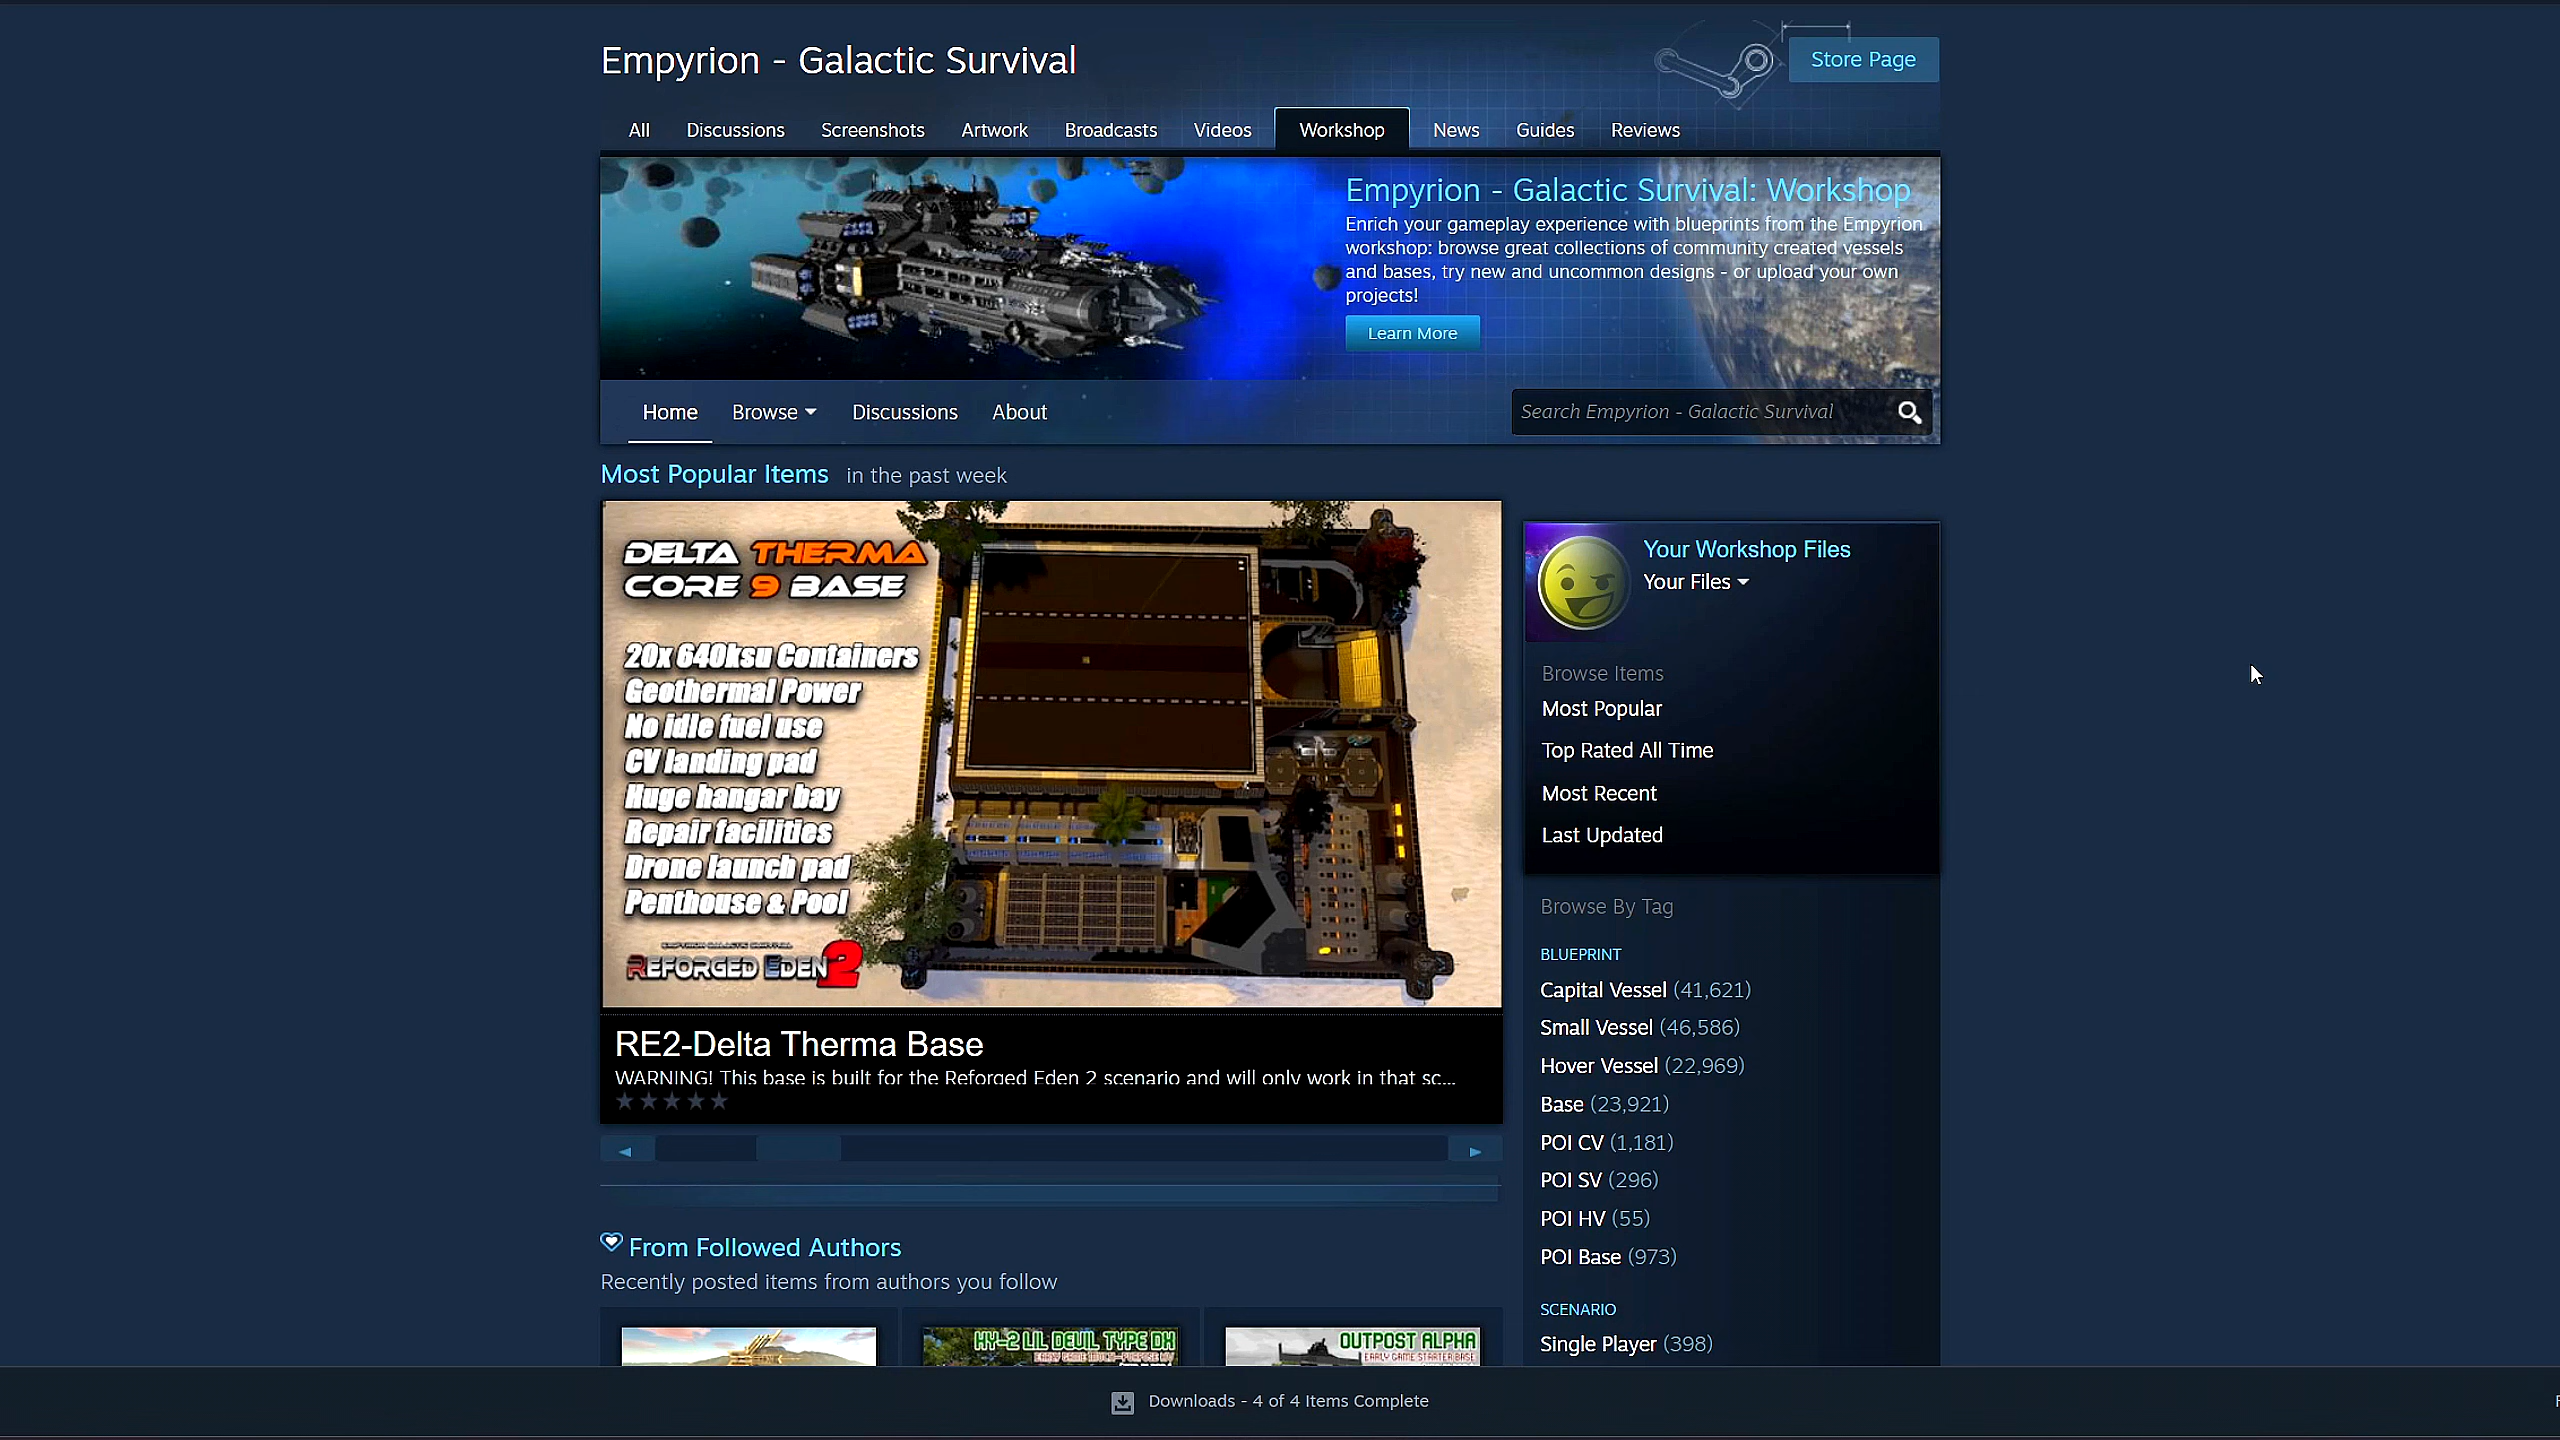 Empyrion - Galactic Survival
Store Page
All Discussions Screenshots Artwork Broadcasts Videos Workshop News Guides Reviews
Empyrion - Galactic Survival: Workshop
Enrich your gameplay experience with blueprints from the Empyrion
workshop: browse great collections of community created vessels
and bases, try new and uncommon designs - or upload your own
projects!
Learn More
Home Browse Discussions About
Search Empyrion - Galactic Survival
Most Popular Items in the past week
DELTA THERMA
CORE 9 BASE
20x 640ksu Containers
Geothermal Power
No idle fuel use
CV landing pad
Huge hangar bay
Repair facilities
Drone launch pad
Penthouse & Pool
EMPYRION GALACTIC SURVIVAL
REFORGED EDEN 2
RE2-Delta Therma Base
WARNING! This base is built for the Reforged Eden 2 scenario and will only work in that sc...
From Followed Authors
Recently posted items from authors you follow
HY-2 LIL DEVIL TYPE DX
EARLY GAME MULTI-PURPOSE HV
OUTPOST ALPHA
EARLY GAME STARTER BASE
Your Workshop Files
Your Files
Browse Items
Most Popular
Top Rated All Time
Most Recent
Last Updated
Browse By Tag
BLUEPRINT
Capital Vessel (41,621)
Small Vessel (46,586)
Hover Vessel (22,969)
Base (23,921)
POI CV (1,181)
POI SV (296)
POI HV (55)
POI Base (973)
SCENARIO
Single Player (398)
Downloads - 4 of 4 Items Complete